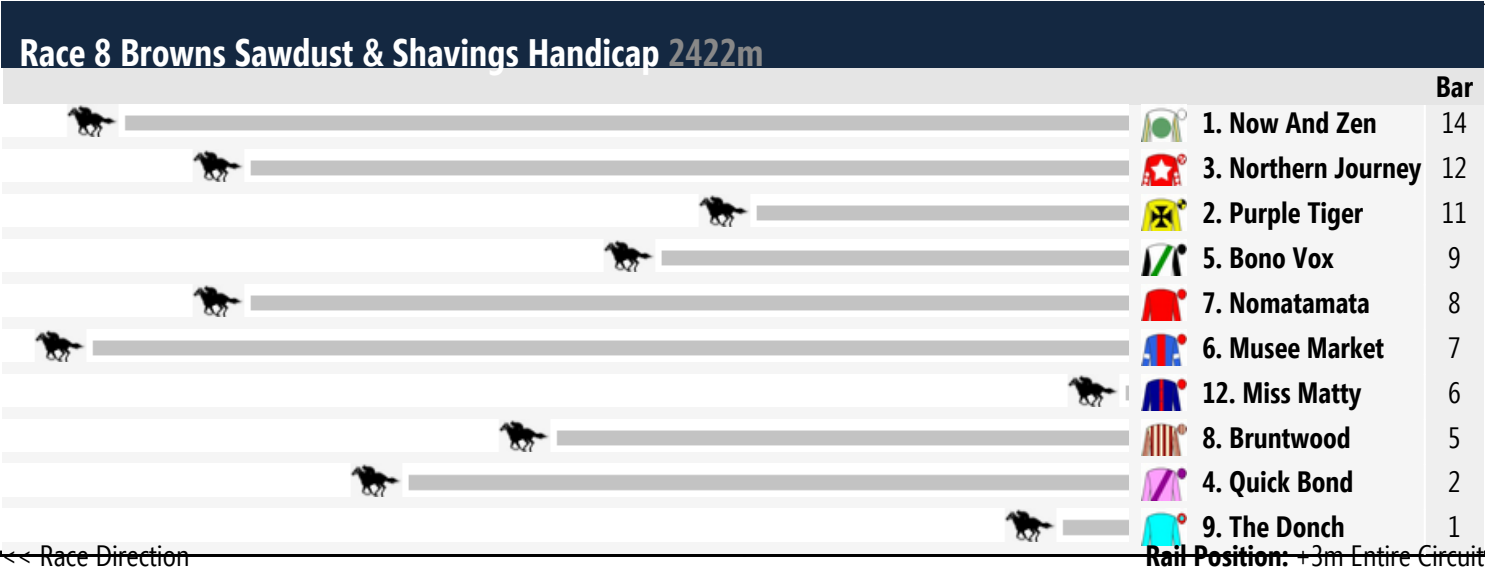 Race 8 Browns Sawdust & Shavings Handicap 2422m
Bar
1. Now And Zen 14
3. Northern Journey 12
2. Purple Tiger 11
5. Bono Vox 9
7. Nomatamata 8
6. Musee Market 7
12. Miss Matty 6
8. Bruntwood 5
4. Quick Bond 2
9. The Donch 1
<< Race Direction Rail Position: +3m Entire Circuit